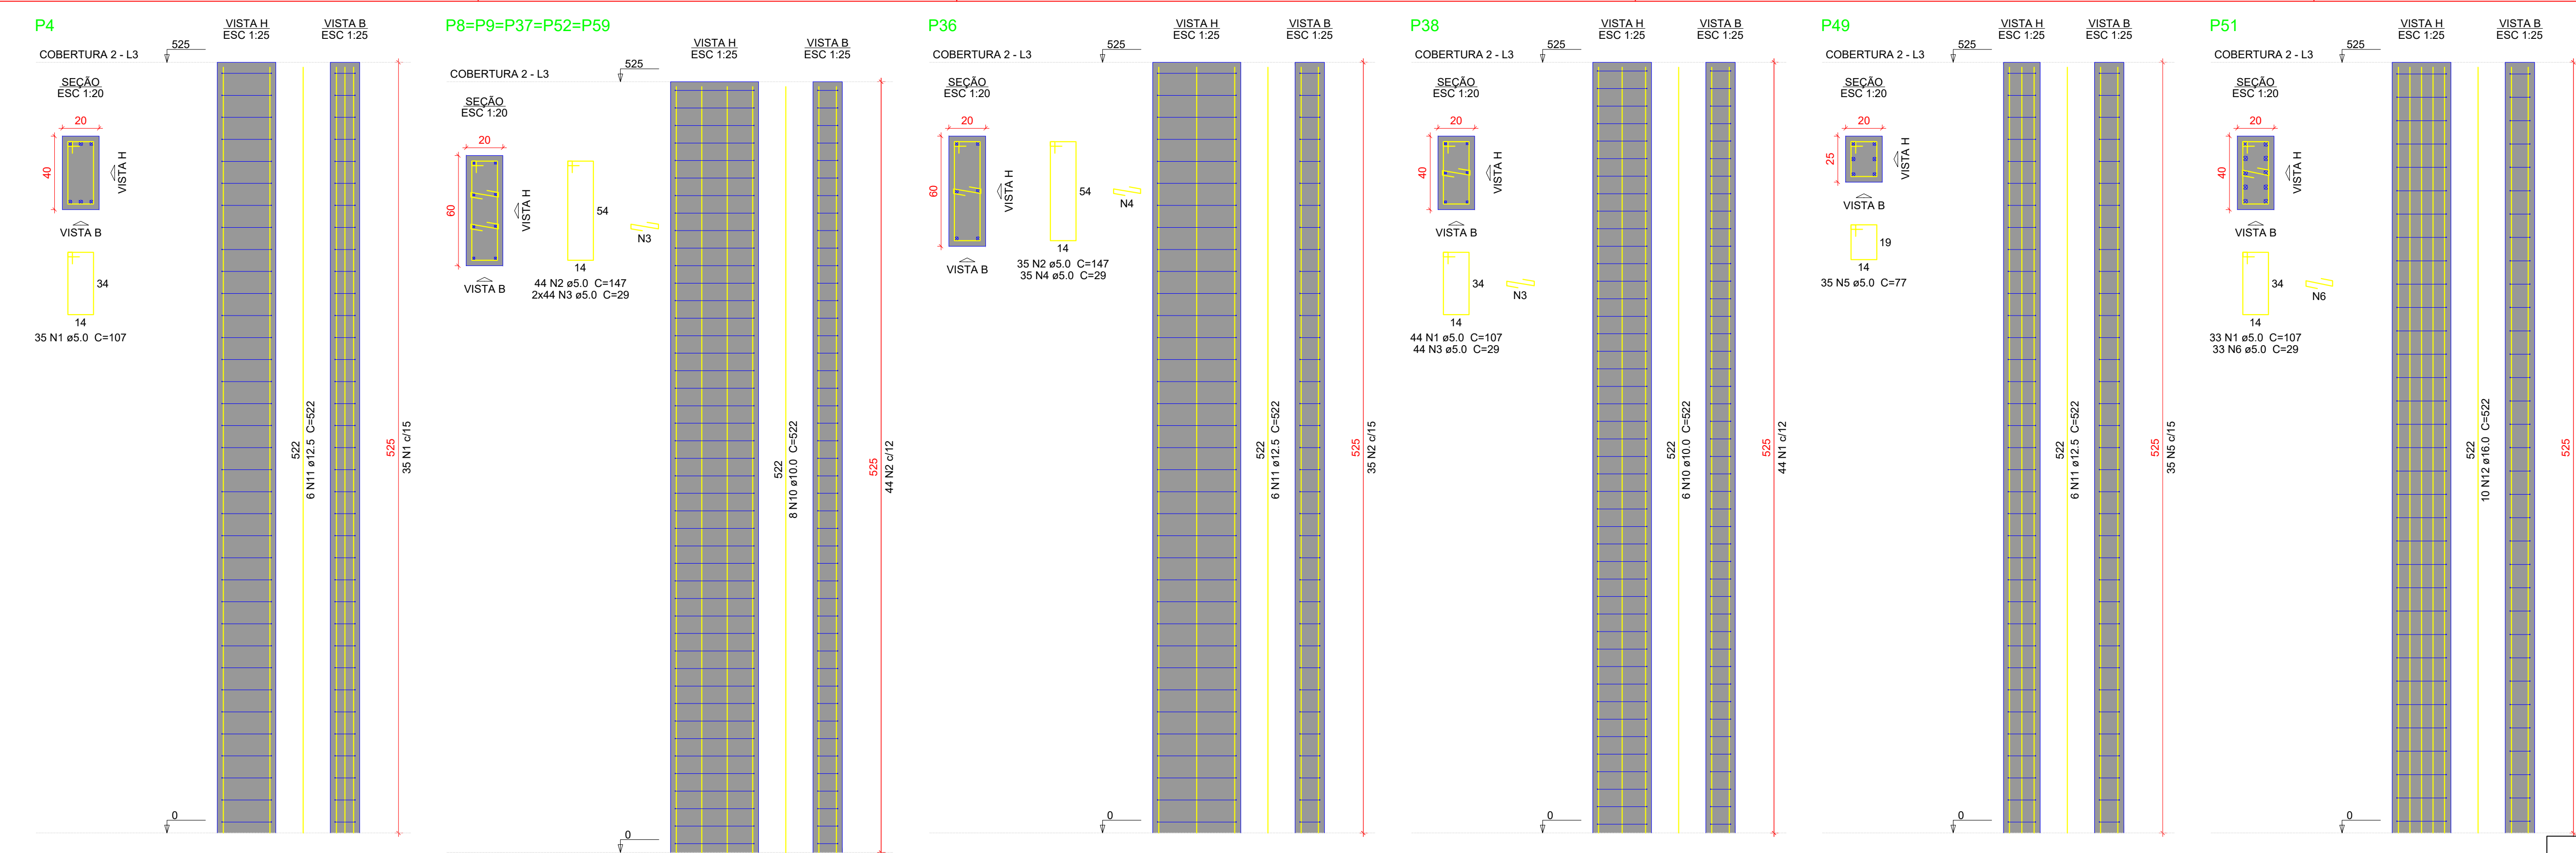 P4
VISTA H
ESC 1:25
VISTA B
ESC 1:25
525
COBERTURA 2 - L3
SEÇÃO
ESC 1:20
20
40
VISTA H
VISTA B
34
14
35 N1 ø5.0 C=107
522
6 N11 ø12.5 C=522
525
35 N1 c/15
0
P8=P9=P37=P52=P59
VISTA H
ESC 1:25
VISTA B
ESC 1:25
525
COBERTURA 2 - L3
SEÇÃO
ESC 1:20
20
60
VISTA H
VISTA B
54
N3
14
44 N2 ø5.0 C=147
2x44 N3 ø5.0 C=29
522
8 N10 ø10.0 C=522
525
44 N2 c/12
0
P36
VISTA H
ESC 1:25
VISTA B
ESC 1:25
525
COBERTURA 2 - L3
SEÇÃO
ESC 1:20
20
60
VISTA H
VISTA B
54
N4
14
35 N2 ø5.0 C=147
35 N4 ø5.0 C=29
522
6 N11 ø12.5 C=522
525
35 N2 c/15
0
P38
VISTA H
ESC 1:25
VISTA B
ESC 1:25
525
COBERTURA 2 - L3
SEÇÃO
ESC 1:20
20
40
VISTA H
VISTA B
34
N3
14
44 N1 ø5.0 C=107
44 N3 ø5.0 C=29
522
6 N10 ø10.0 C=522
525
44 N1 c/12
0
P49
VISTA H
ESC 1:25
VISTA B
ESC 1:25
525
COBERTURA 2 - L3
SEÇÃO
ESC 1:20
20
25
VISTA H
VISTA B
19
14
35 N5 ø5.0 C=77
522
6 N11 ø12.5 C=522
525
35 N5 c/15
0
P51
VISTA H
ESC 1:25
VISTA B
ESC 1:25
525
COBERTURA 2 - L3
SEÇÃO
ESC 1:20
20
40
VISTA H
VISTA B
34
N6
14
33 N1 ø5.0 C=107
33 N6 ø5.0 C=29
522
10 N12 ø16.0 C=522
525
0